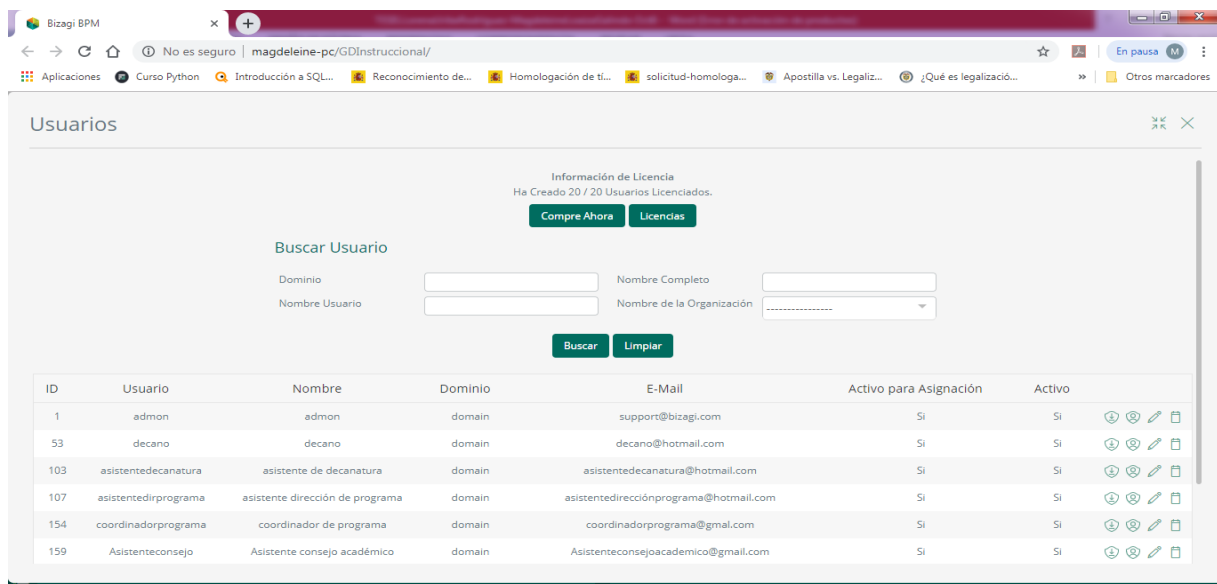 Bizagi BPM
No es seguro | magdeleine-pc/GDInstruccional/
En pausa M
Aplicaciones Curso Python Introducción a SQL... Reconocimiento de... Homologación de tí... solicitud-homologa... Apostilla vs. Legaliz... ¿Qué es legalizació... » Otros marcadores
Usuarios
Información de Licencia
Ha Creado 20 / 20 Usuarios Licenciados.
Compre Ahora Licencias
Buscar Usuario
Dominio Nombre Completo
Nombre Usuario Nombre de la Organización ----------------
Buscar Limpiar
ID Usuario Nombre Dominio E-Mail Activo para Asignación Activo
1 admon admon domain support@bizagi.com Si Si
53 decano decano domain decano@hotmail.com Si Si
103 asistentedecanatura asistente de decanatura domain asistentedecanatura@hotmail.com Si Si
107 asistentedirprograma asistente dirección de programa domain asistentedirecciónprograma@hotmail.com Si Si
154 coordinadorprograma coordinador de programa domain coordinadorprograma@gmal.com Si Si
159 Asistenteconsejo Asistente consejo académico domain Asistenteconsejoacademico@gmail.com Si Si